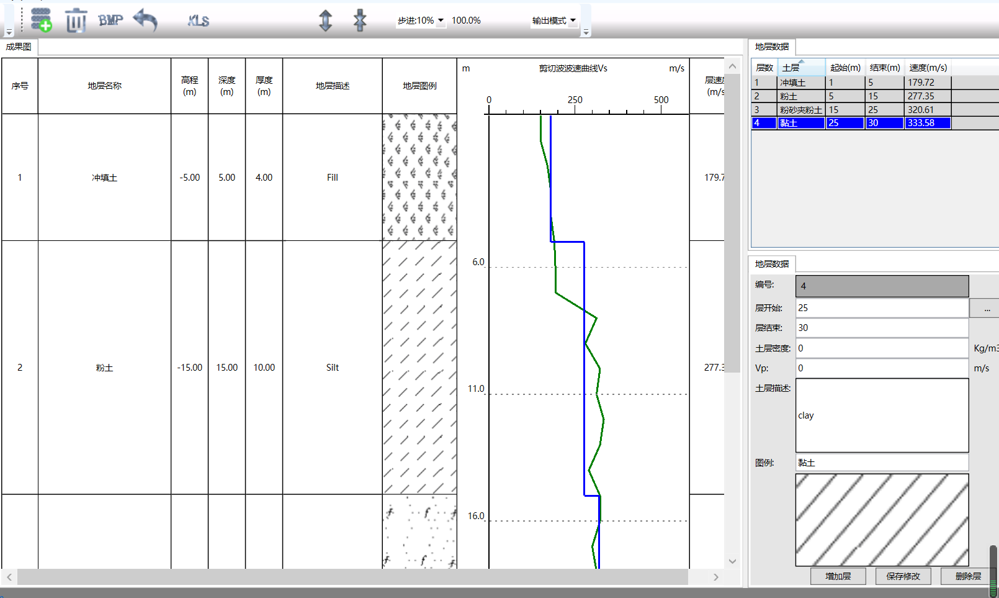 BMP
KLS
步进:10%
100.0%
输出模式
成果图
序号
地层名称
高程
(m)
深度
(m)
厚度
(m)
地层描述
地层图例
m
剪切波波速曲线Vs
m/s
0
250
500
1
冲填土
-5.00
5.00
4.00
Fill
179.7
6.0
2
粉土
-15.00
15.00
10.00
Silt
277.3
11.0
16.0
地层数据
层数 土层 起始(m) 结束(m) 速度(m/s)
1 冲填土 1 5 179.72
2 粉土 5 15 277.35
3 粉砂夹粉土 15 25 320.61
4 黏土 25 30 333.58
地层数据
编号: 4
层开始: 25 ...
层结束: 30
土层密度: 0 Kg/m3
Vp: 0 m/s
土层描述:
clay
图例: 黏土
增加层 保存修改 删除层